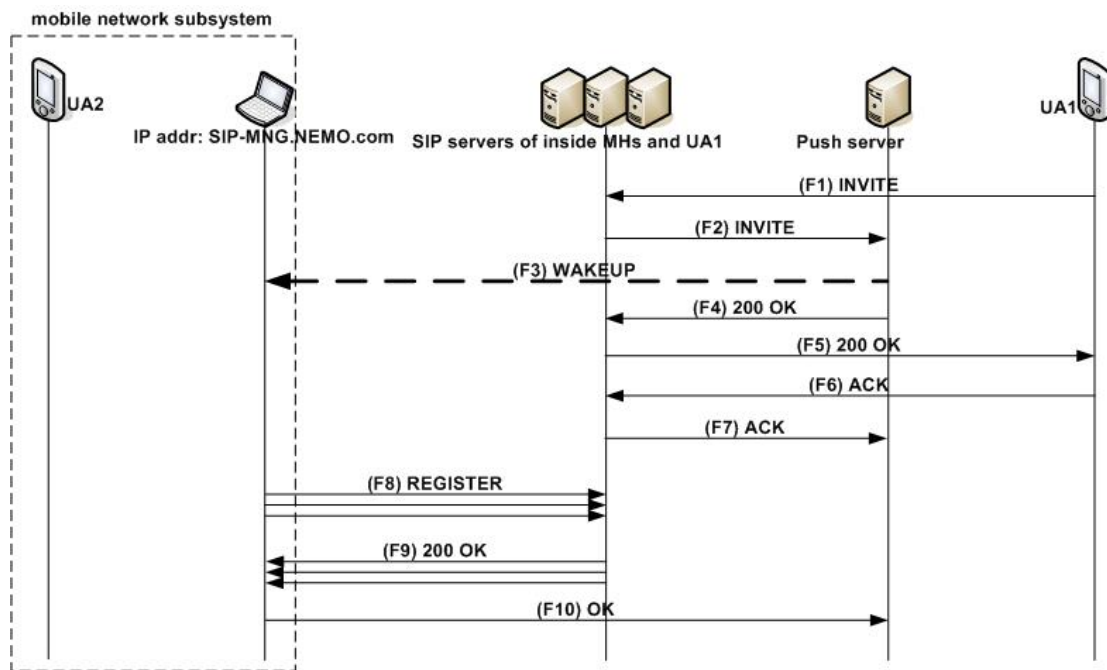 mobile network subsystem
UA2
IP addr: SIP-MNG.NEMO.com
SIP servers of inside MHs and UA1
Push server
UA1
(F1) INVITE
(F2) INVITE
(F3) WAKEUP
(F4) 200 OK
(F5) 200 OK
(F6) ACK
(F7) ACK
(F8) REGISTER
(F9) 200 OK
(F10) OK